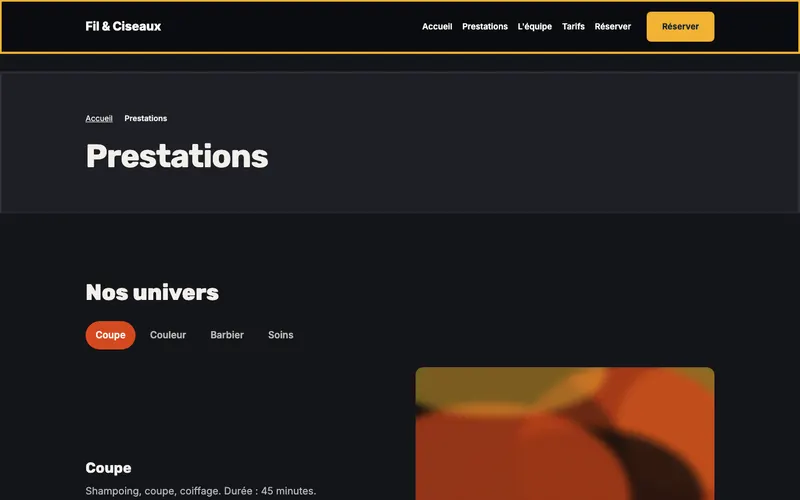 Fil & Ciseaux
Accueil Prestations L'équipe Tarifs Réserver Réserver
Accueil Prestations
Prestations
Nos univers
Coupe Couleur Barbier Soins
Coupe
Shampoing, coupe, coiffage. Durée : 45 minutes.